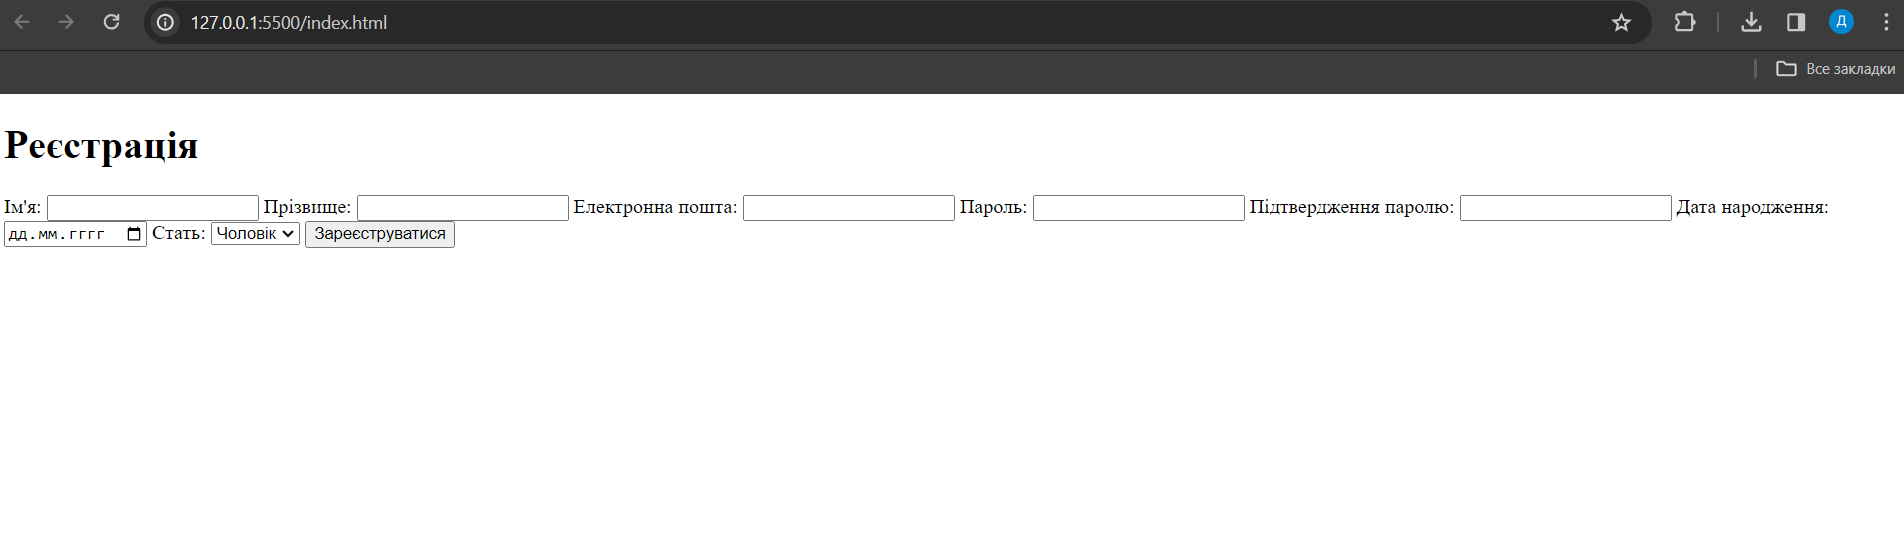 127.0.0.1:5500/index.html
Д
Все закладки
Реєстрація
Ім'я: Прізвище: Електронна пошта: Пароль: Підтвердження паролю: Дата народження:
дд.мм.гггг Стать: Чоловік Зареєструватися